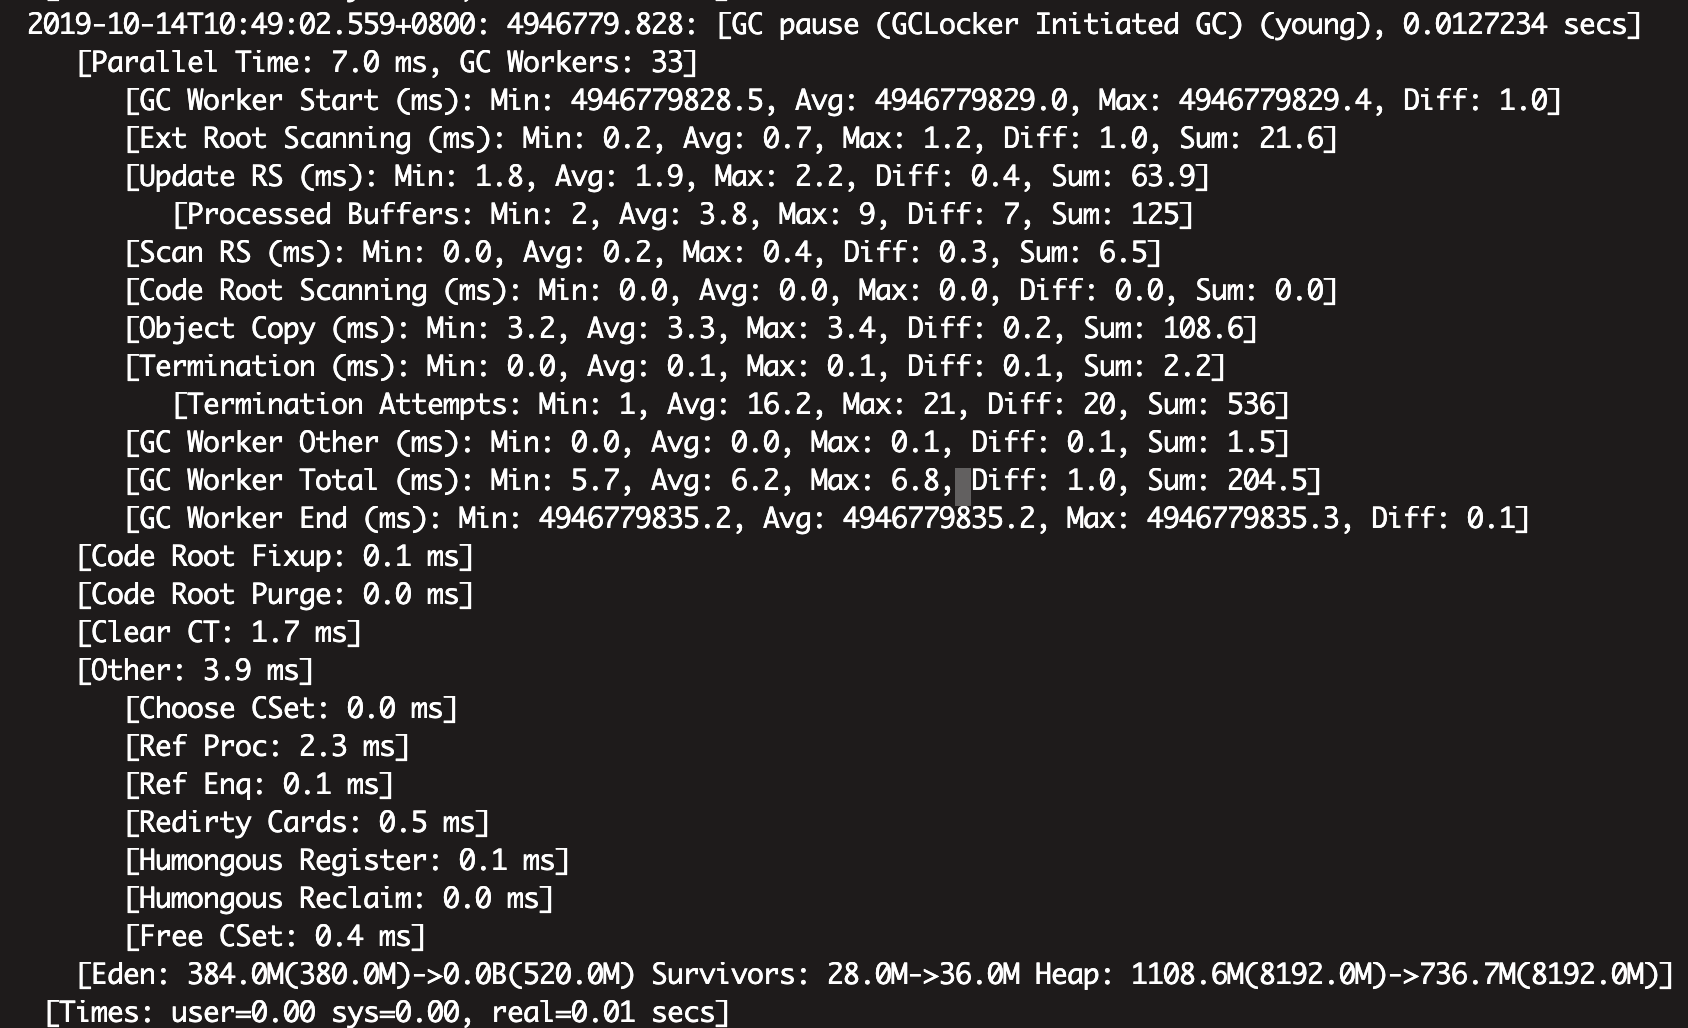 2019-10-14T10:49:02.559+0800: 4946779.828: [GC pause (GCLocker Initiated GC) (young), 0.0127234 secs]
[Parallel Time: 7.0 ms, GC Workers: 33]
[GC Worker Start (ms): Min: 4946779828.5, Avg: 4946779829.0, Max: 4946779829.4, Diff: 1.0]
[Ext Root Scanning (ms): Min: 0.2, Avg: 0.7, Max: 1.2, Diff: 1.0, Sum: 21.6]
[Update RS (ms): Min: 1.8, Avg: 1.9, Max: 2.2, Diff: 0.4, Sum: 63.9]
[Processed Buffers: Min: 2, Avg: 3.8, Max: 9, Diff: 7, Sum: 125]
[Scan RS (ms): Min: 0.0, Avg: 0.2, Max: 0.4, Diff: 0.3, Sum: 6.5]
[Code Root Scanning (ms): Min: 0.0, Avg: 0.0, Max: 0.0, Diff: 0.0, Sum: 0.0]
[Object Copy (ms): Min: 3.2, Avg: 3.3, Max: 3.4, Diff: 0.2, Sum: 108.6]
[Termination (ms): Min: 0.0, Avg: 0.1, Max: 0.1, Diff: 0.1, Sum: 2.2]
[Termination Attempts: Min: 1, Avg: 16.2, Max: 21, Diff: 20, Sum: 536]
[GC Worker Other (ms): Min: 0.0, Avg: 0.0, Max: 0.1, Diff: 0.1, Sum: 1.5]
[GC Worker Total (ms): Min: 5.7, Avg: 6.2, Max: 6.8, Diff: 1.0, Sum: 204.5]
[GC Worker End (ms): Min: 4946779835.2, Avg: 4946779835.2, Max: 4946779835.3, Diff: 0.1]
[Code Root Fixup: 0.1 ms]
[Code Root Purge: 0.0 ms]
[Clear CT: 1.7 ms]
[Other: 3.9 ms]
[Choose CSet: 0.0 ms]
[Ref Proc: 2.3 ms]
[Ref Enq: 0.1 ms]
[Redirty Cards: 0.5 ms]
[Humongous Register: 0.1 ms]
[Humongous Reclaim: 0.0 ms]
[Free CSet: 0.4 ms]
[Eden: 384.0M(380.0M)->0.0B(520.0M) Survivors: 28.0M->36.0M Heap: 1108.6M(8192.0M)->736.7M(8192.0M)]
[Times: user=0.00 sys=0.00, real=0.01 secs]